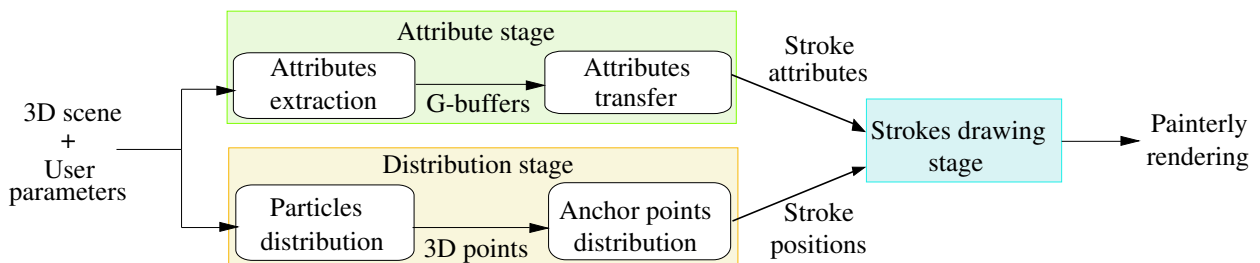 3D scene
+
User
parameters
Attribute stage
Attributes
extraction
G-buffers
Attributes
transfer
Distribution stage
Particles
distribution
3D points
Anchor points
distribution
Stroke
attributes
Stroke
positions
Strokes drawing
stage
Painterly
rendering